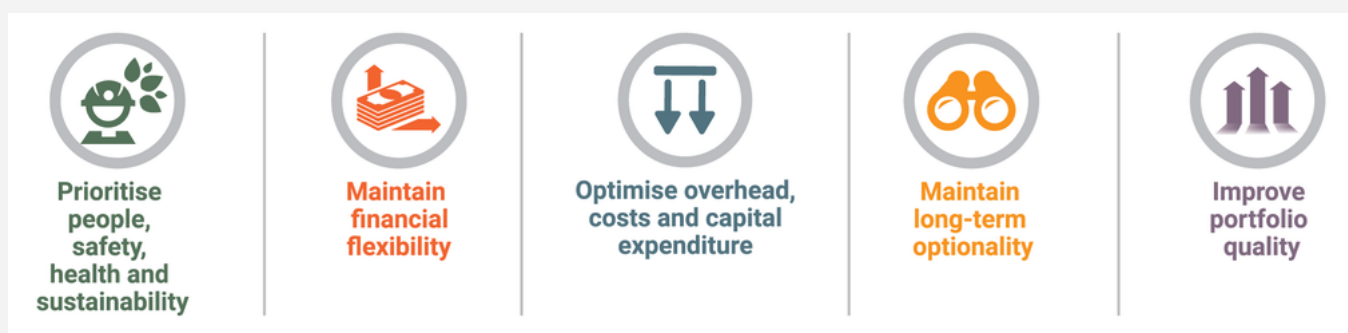 Prioritise
people,
safety,
health and
sustainability
Maintain
financial
flexibility
Optimise overhead,
costs and capital
expenditure
Maintain
long-term
optionality
Improve
portfolio
quality